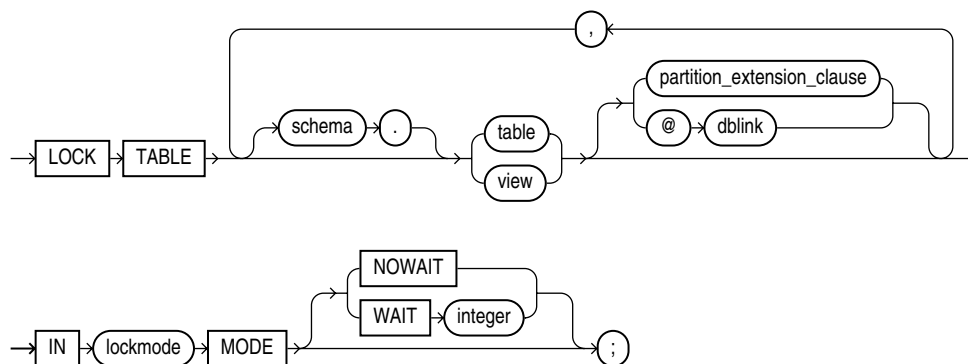 ,
schema . table partition_extension_clause
@ dblink
LOCK TABLE view
NOWAIT
WAIT integer
IN lockmode MODE ;